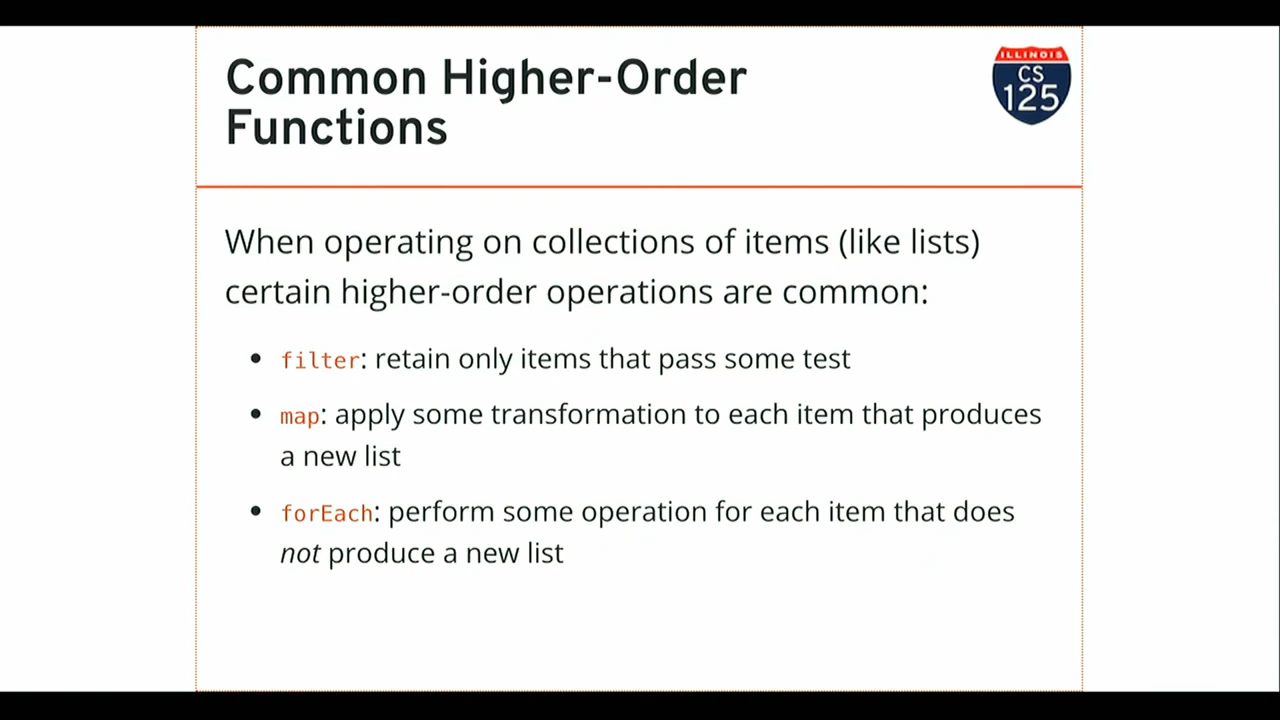 Common Higher-Order
Functions
ILLINOIS
CS
125
When operating on collections of items (like lists)
certain higher-order operations are common:
• filter: retain only items that pass some test
• map: apply some transformation to each item that produces
a new list
• forEach: perform some operation for each item that does
not produce a new list